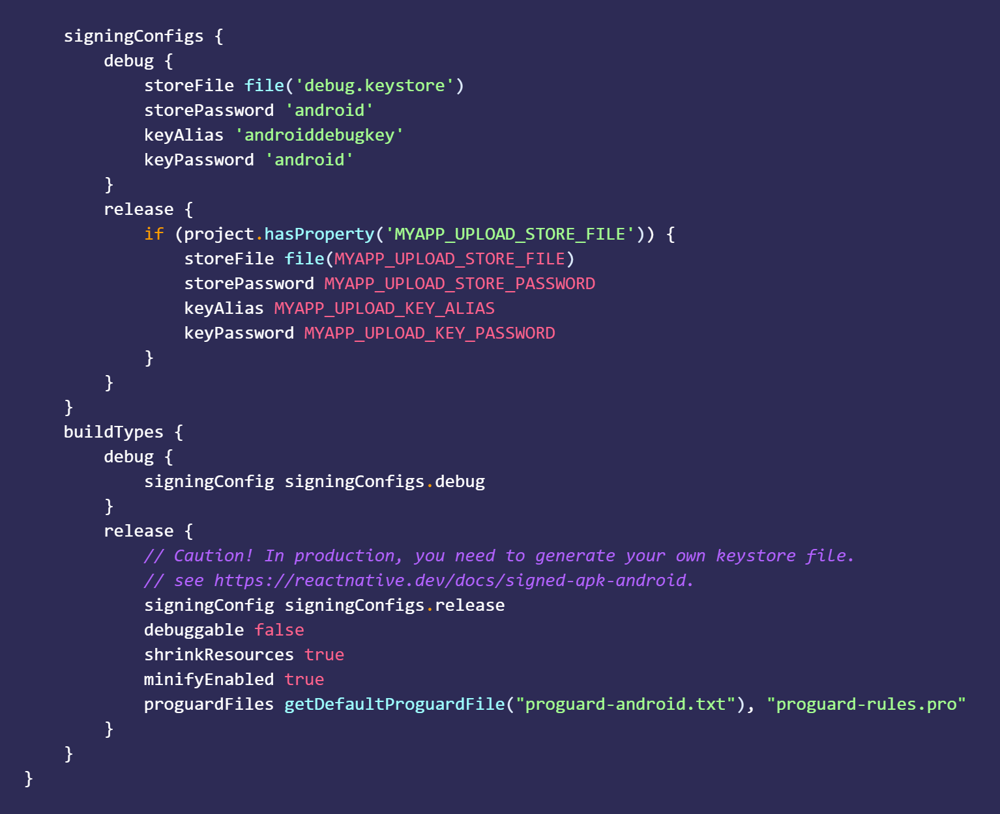 signingConfigs {
        debug {
            storeFile file('debug.keystore')
            storePassword 'android'
            keyAlias 'androiddebugkey'
            keyPassword 'android'
        }
        release {
            if (project.hasProperty('MYAPP_UPLOAD_STORE_FILE')) {
                storeFile file(MYAPP_UPLOAD_STORE_FILE)
                storePassword MYAPP_UPLOAD_STORE_PASSWORD
                keyAlias MYAPP_UPLOAD_KEY_ALIAS
                keyPassword MYAPP_UPLOAD_KEY_PASSWORD
            }
        }
    }
    buildTypes {
        debug {
            signingConfig signingConfigs.debug
        }
        release {
            // Caution! In production, you need to generate your own keystore file.
            // see https://reactnative.dev/docs/signed-apk-android.
            signingConfig signingConfigs.release
            debuggable false
            shrinkResources true
            minifyEnabled true
            proguardFiles getDefaultProguardFile("proguard-android.txt"), "proguard-rules.pro"
        }
    }
}